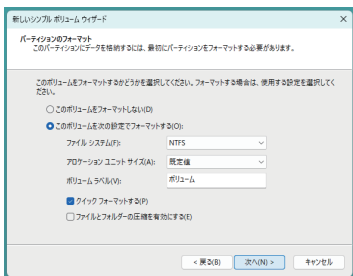 新しいシンプル ボリューム ウィザード
パーティションのフォーマット
このパーティションにデータを格納するには、最初にパーティションをフォーマットする必要があります。
このボリュームをフォーマットするかどうかを選択してください。フォーマットする場合は、使用する設定を選択してく
ださい。
このボリュームをフォーマットしない(D)
このボリュームを次の設定でフォーマットする(O):
ファイル システム(F): NTFS
アロケーション ユニット サイズ(A): 既定値
ボリューム ラベル(V): ボリューム
クイック フォーマットする(P)
ファイルとフォルダーの圧縮を有効にする(E)
< 戻る(B) 次へ(N) > キャンセル